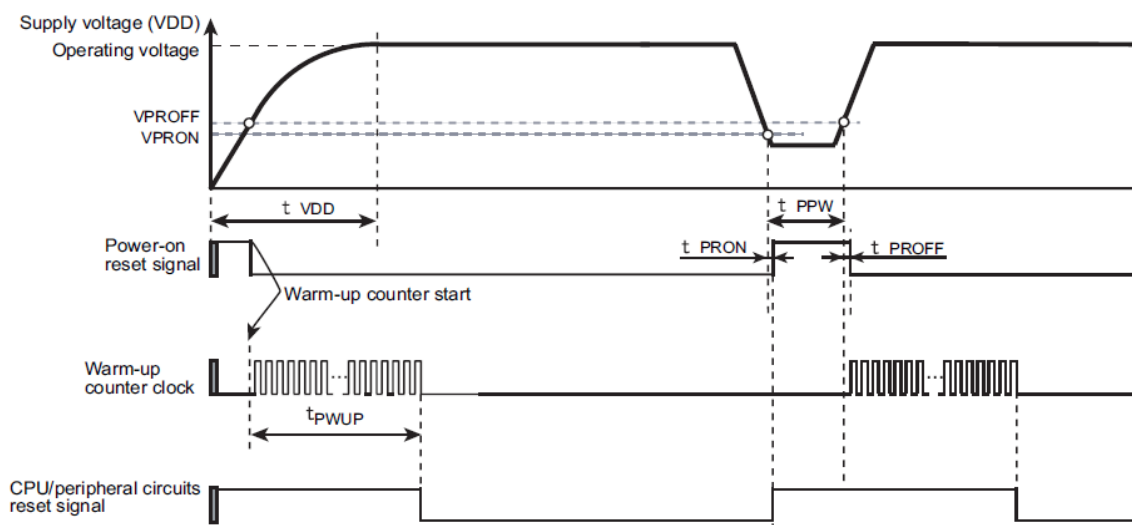 Supply voltage (VDD)
Operating voltage
VPROFF
VPRON
t VDD
t PPW
Power-on
reset signal
t PRON
t PROFF
Warm-up counter start
Warm-up
counter clock
tPWUP
CPU/peripheral circuits
reset signal